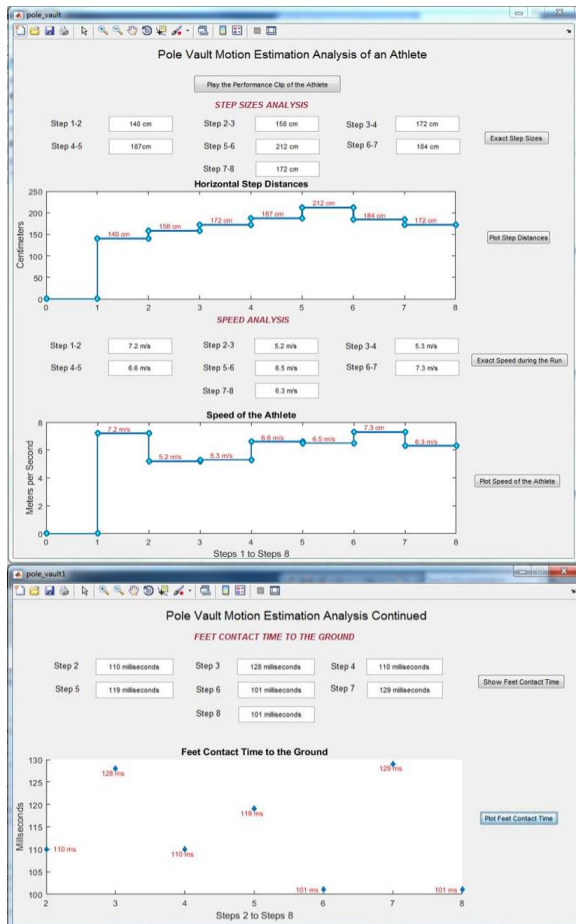 pole_vault
Pole Vault Motion Estimation Analysis of an Athlete
Play the Performance Clip of the Athlete
STEP SIZES ANALYSIS
Step 1-2 140 cm Step 2-3 158 cm Step 3-4 172 cm
Exact Step Sizes
Step 4-5 187cm Step 5-6 212 cm Step 6-7 184 cm
Step 7-8 172 cm
Horizontal Step Distances
250
212 cm
200
187 cm
184 cm
172 cm
172 cm
158 cm
150
140 cm
100
50
0
Centimeters
Plot Step Distances
0 1 2 3 4 5 6 7 8
SPEED ANALYSIS
Step 1-2 7.2 m/s Step 2-3 5.2 m/s Step 3-4 5.3 m/s
Exact Speed during the Run
Step 4-5 6.6 m/s Step 5-6 6.5 m/s Step 6-7 7.3 m/s
Step 7-8 6.3 m/s
Speed of the Athlete
8
7.2 m/s 5.2 m/s 5.3 m/s 6.6 m/s 6.5 m/s 7.3 cm 6.3 m/s
6
4
2
0
Meters per Second
Plot Speed of the Athlete
0 1 2 3 4 5 6 7 8
Steps 1 to Steps 8
pole_vault1
Pole Vault Motion Estimation Analysis Continued
FEET CONTACT TIME TO THE GROUND
Step 2 110 miliseconds Step 3 128 miliseconds Step 4 110 miliseconds
Show Feet Contact Time
Step 5 119 miliseconds Step 6 101 miliseconds Step 7 129 miliseconds
Step 8 101 miliseconds
Feet Contact Time to the Ground
130
129 ms
128 ms
125
120
119 ms
115
110
110 ms
110 ms
105
101 ms
101 ms
100
Millseconds
Plot Feet Contact Time
2 3 4 5 6 7 8
Steps 2 to Steps 8